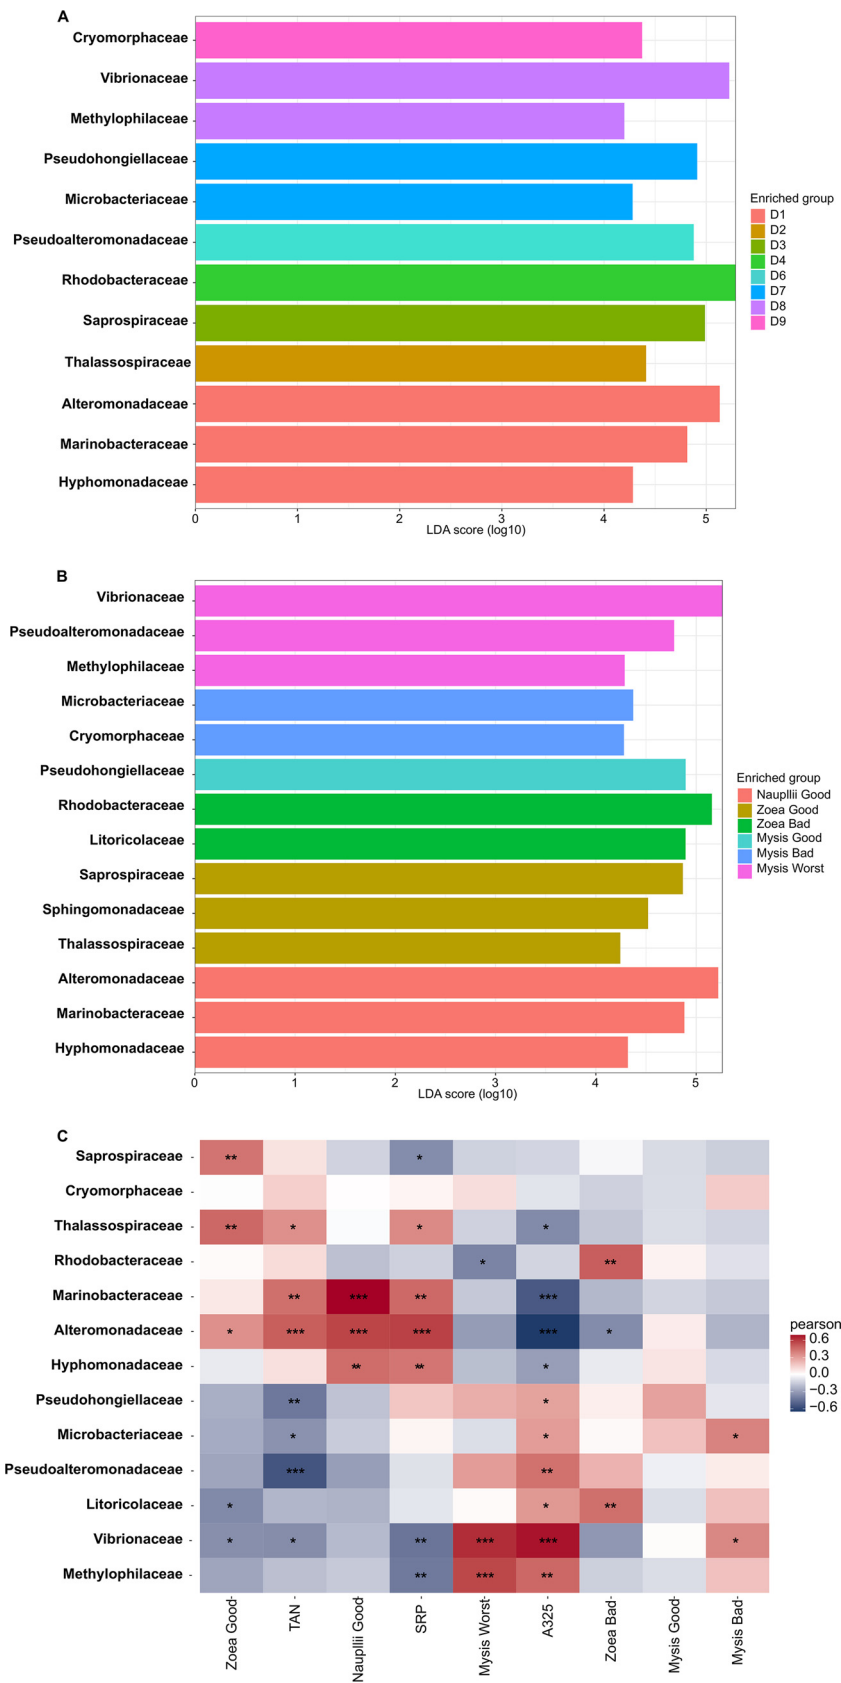 A
Cryomorphaceae
Vibrionaceae
Methylophilaceae
Pseudohongiellaceae
Microbacteriaceae
Pseudoalteromonadaceae
Rhodobacteraceae
Saprospiraceae
Thalassospiraceae
Alteromonadaceae
Marinobacteraceae
Hyphomonadaceae
0 1 2 3 4 5
LDA score (log10)
Enriched group
D1
D2
D3
D4
D6
D7
D8
D9
B
Vibrionaceae
Pseudoalteromonadaceae
Methylophilaceae
Microbacteriaceae
Cryomorphaceae
Pseudohongiellaceae
Rhodobacteraceae
Litoricolaceae
Saprospiraceae
Sphingomonadaceae
Thalassospiraceae
Alteromonadaceae
Marinobacteraceae
Hyphomonadaceae
0 1 2 3 4 5
LDA score (log10)
Enriched group
Naupllii Good
Zoea Good
Zoea Bad
Mysis Good
Mysis Bad
Mysis Worst
C
Saprospiraceae ** *
Cryomorphaceae
Thalassospiraceae ** * * *
Rhodobacteraceae * **
Marinobacteraceae ** *** ** ***
Alteromonadaceae * *** *** *** *** *
Hyphomonadaceae ** ** *
Pseudohongiellaceae ** *
Microbacteriaceae * * *
Pseudoalteromonadaceae *** **
Litoricolaceae * * **
Vibrionaceae * * ** *** *** *
Methylophilaceae ** *** **
Zoea Good
TAN
Naupllii Good
SRP
Mysis Worst
A325
Zoea Bad
Mysis Good
Mysis Bad
pearson
0.6
0.3
0.0
−0.3
−0.6